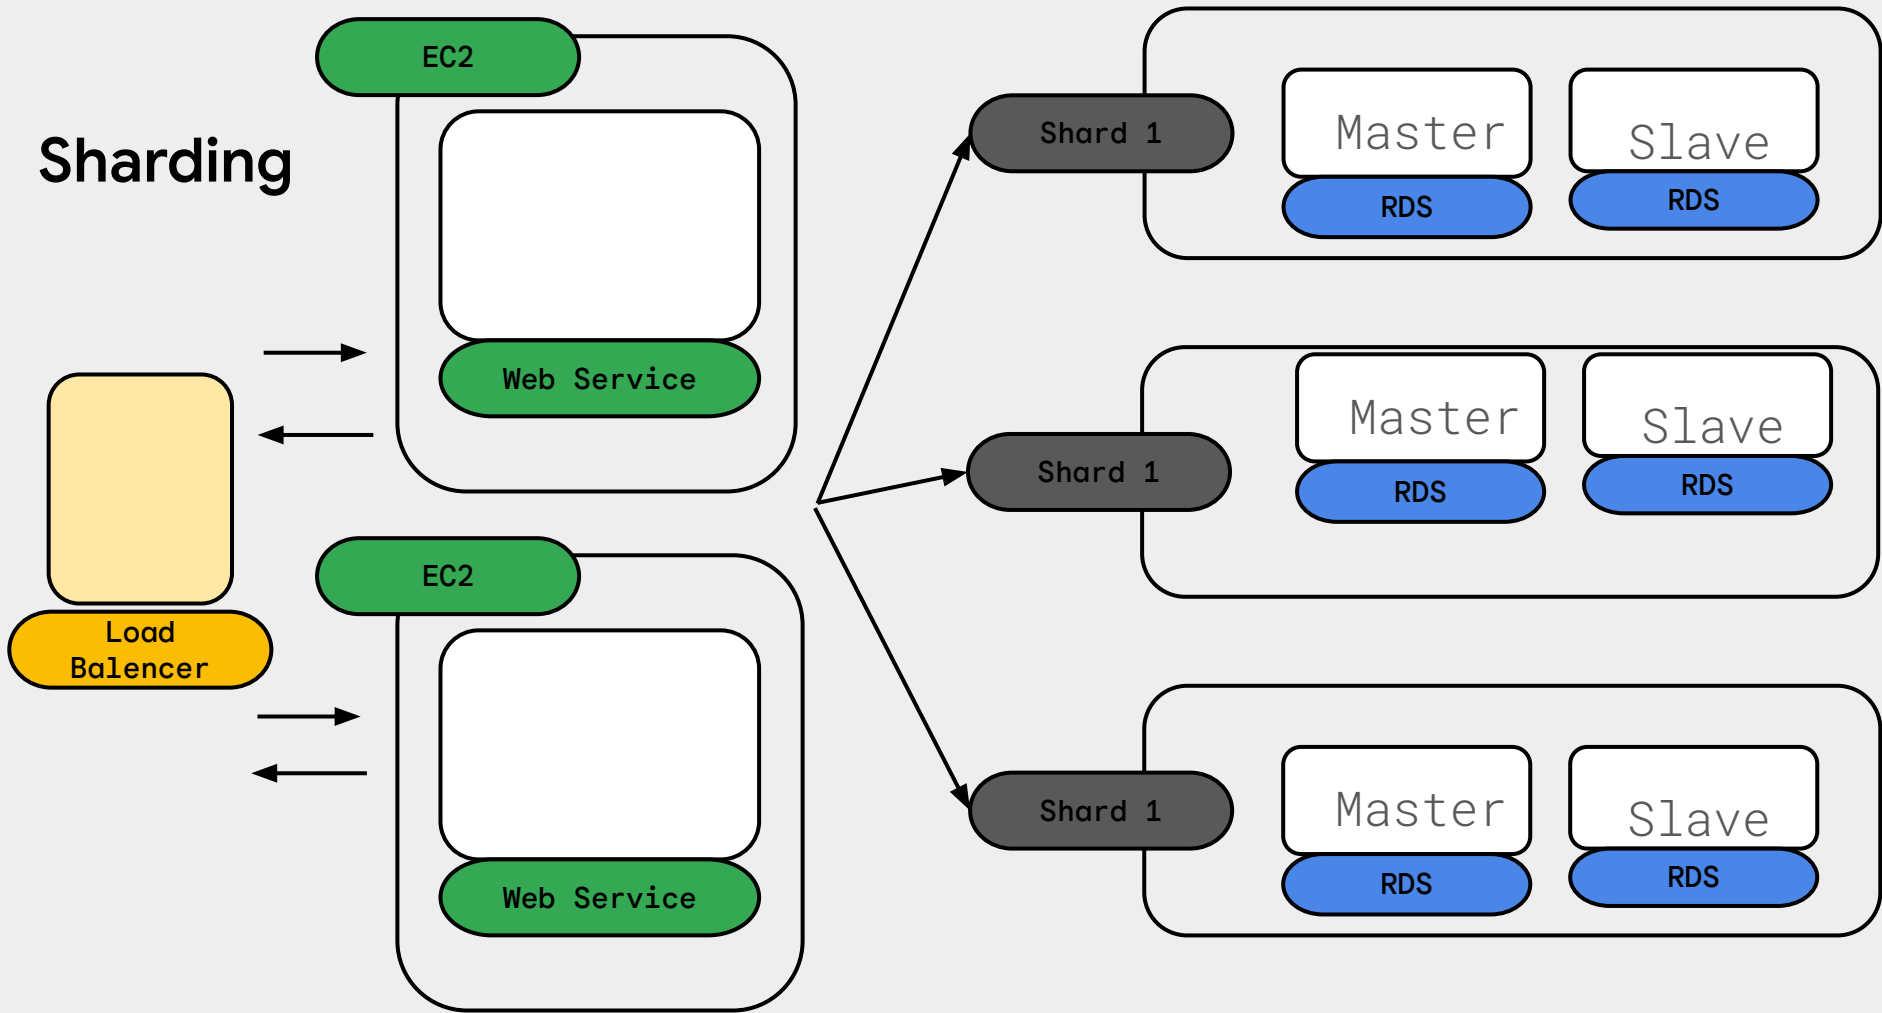 Sharding
EC2
Web Service
Load
Balencer
EC2
Web Service
Shard 1
Master
RDS
Slave
RDS
Shard 1
Master
RDS
Slave
RDS
Shard 1
Master
RDS
Slave
RDS